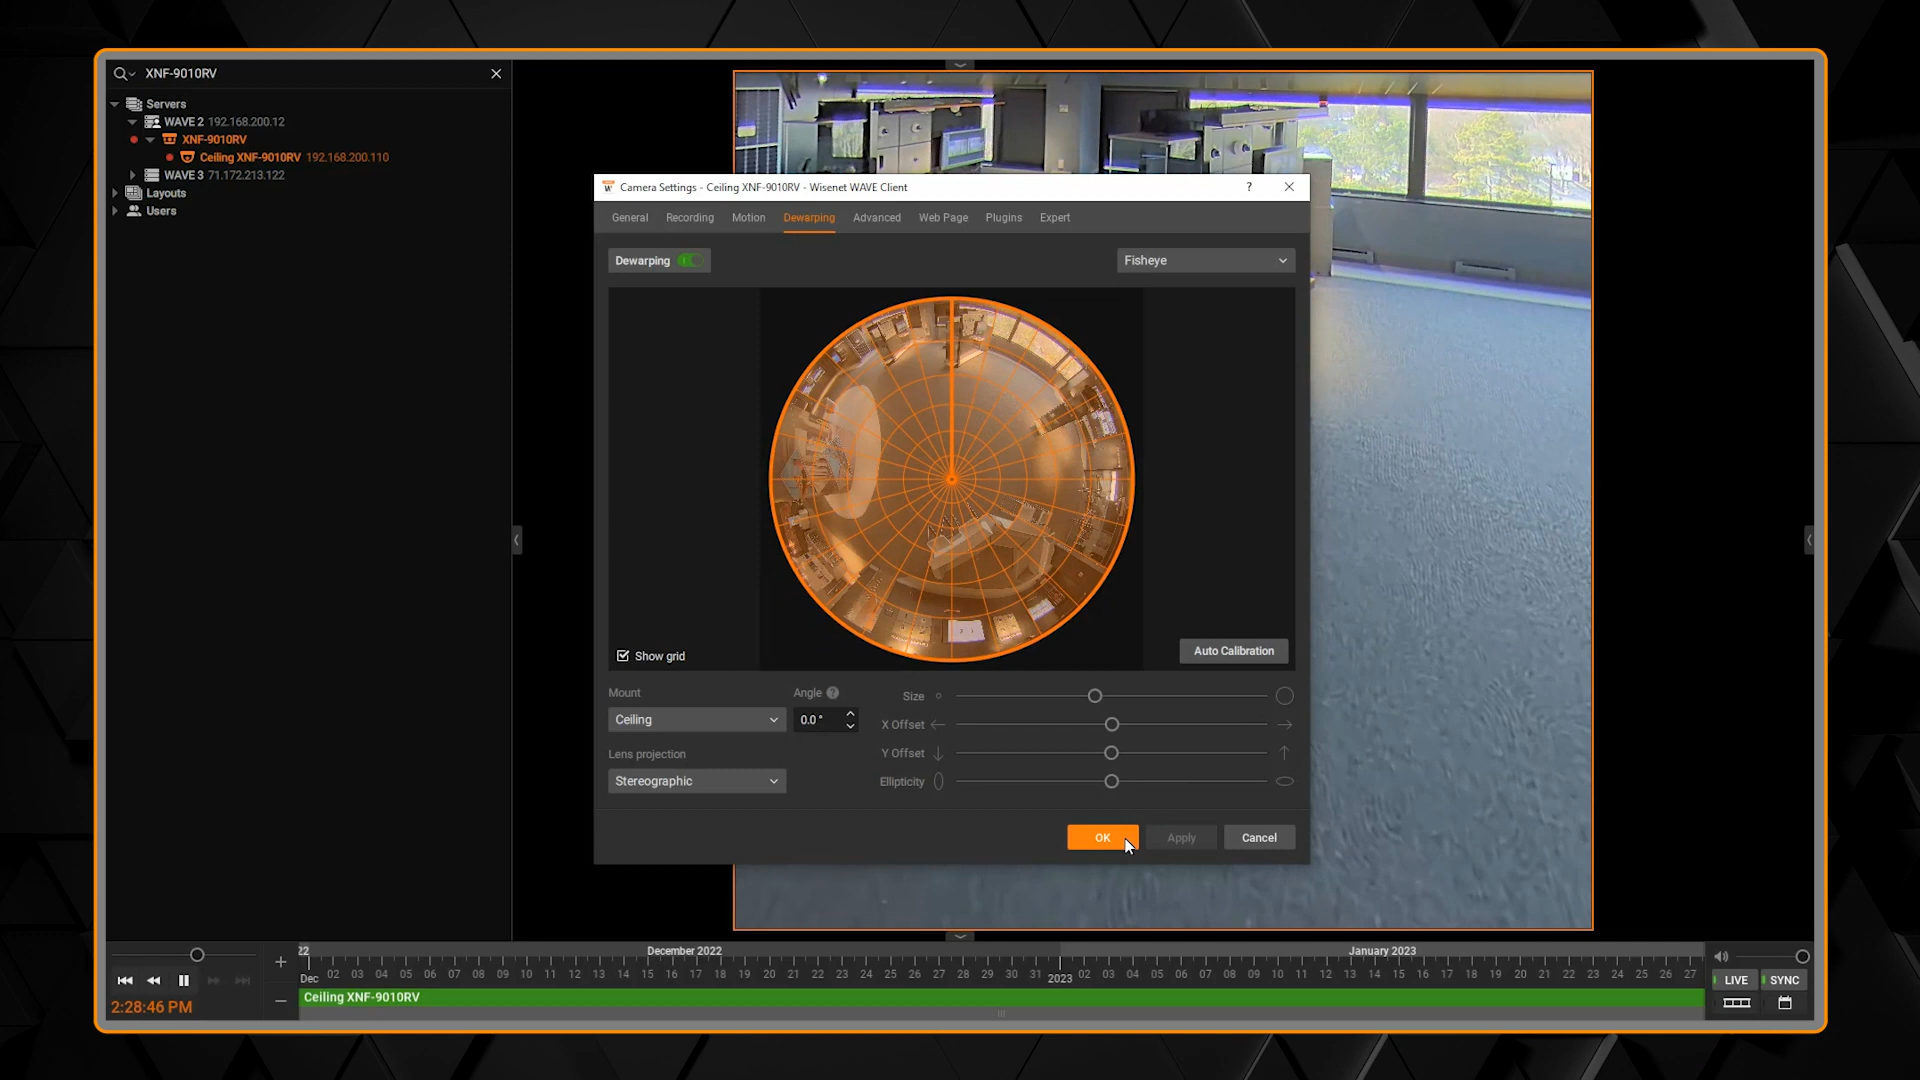 XNF-9010RV
Servers
WAVE 2 192.168.200.12
XNF-9010RV
Ceiling XNF-9010RV 192.168.200.110
WAVE 3 71.172.213.122
Layouts
Users
Camera Settings - Ceiling XNF-9010RV - Wisenet WAVE Client
?
General Recording Motion Dewarping Advanced Web Page Plugins Expert
Dewarping
Fisheye
Show grid
Auto Calibration
Mount
Angle ?
Size
Ceiling
0.0 °
X Offset
Lens projection
Y Offset
Stereographic
Ellipticity
OK Apply Cancel
22 December 2022 January 2023
Dec 02 03 04 05 06 07 08 09 10 11 12 13 14 15 16 17 18 19 20 21 22 23 24 25 26 27 28 29 30 31 2023 02 03 04 05 06 07 08 09 10 11 12 13 14 15 16 17 18 19 20 21 22 23 24 25 26 27
LIVE SYNC
Ceiling XNF-9010RV
2:28:46 PM